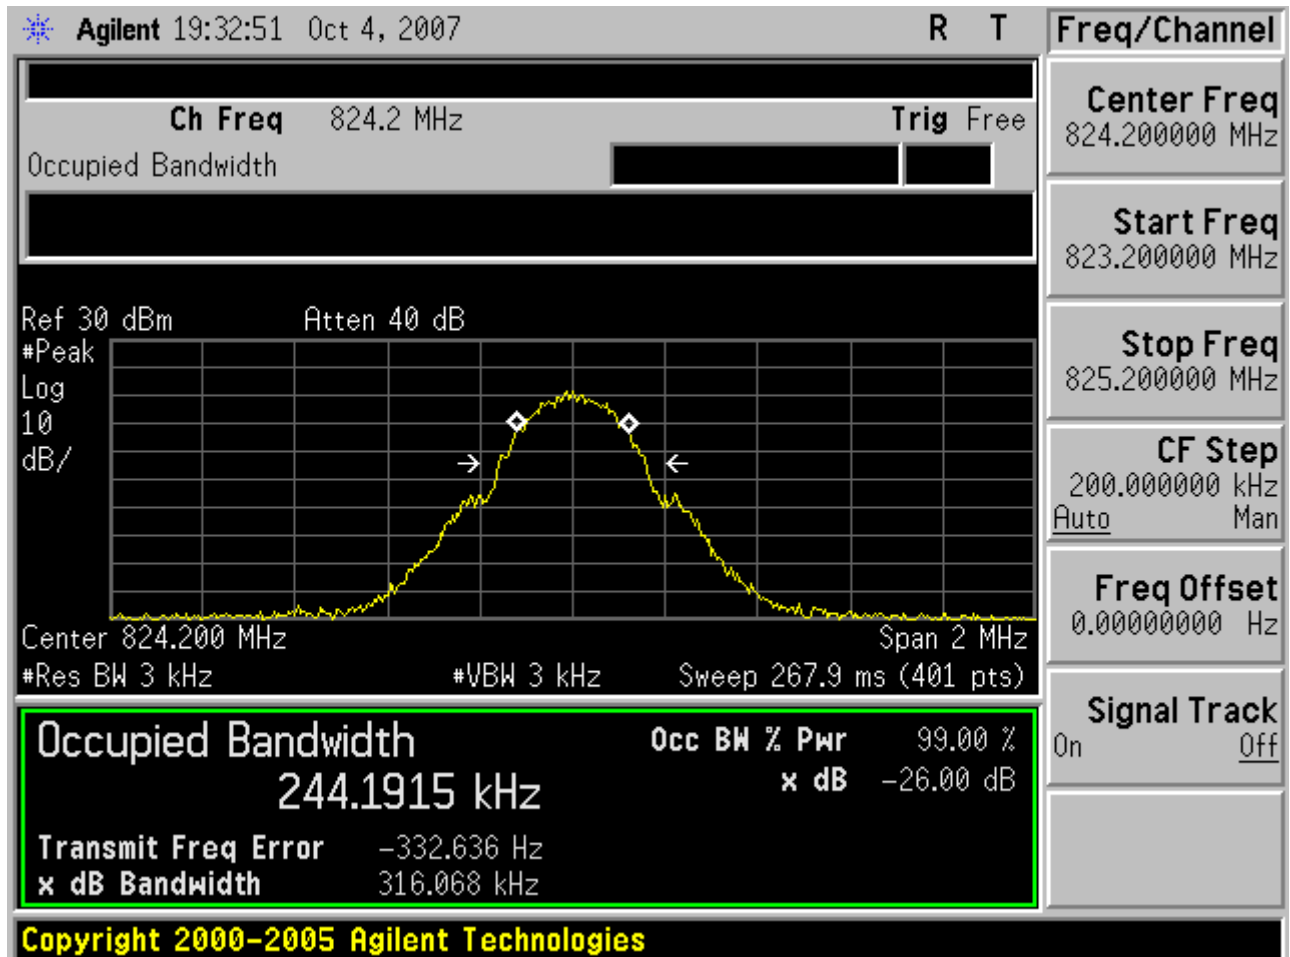 Agilent 19:32:51 Oct 4, 2007 R T
Ch Freq 824.2 MHz Trig Free
Occupied Bandwidth
Ref 30 dBm Atten 40 dB
#Peak
Log
10
dB/
Center 824.200 MHz Span 2 MHz
#Res BW 3 kHz #VBW 3 kHz Sweep 267.9 ms (401 pts)
Occupied Bandwidth
244.1915 kHz
Occ BW % Pwr 99.00 %
x dB -26.00 dB
Transmit Freq Error -332.636 Hz
x dB Bandwidth 316.068 kHz
Copyright 2000-2005 Agilent Technologies
Freq/Channel
Center Freq
824.200000 MHz
Start Freq
823.200000 MHz
Stop Freq
825.200000 MHz
CF Step
200.000000 kHz
Auto Man
Freq Offset
0.00000000 Hz
Signal Track
On Off